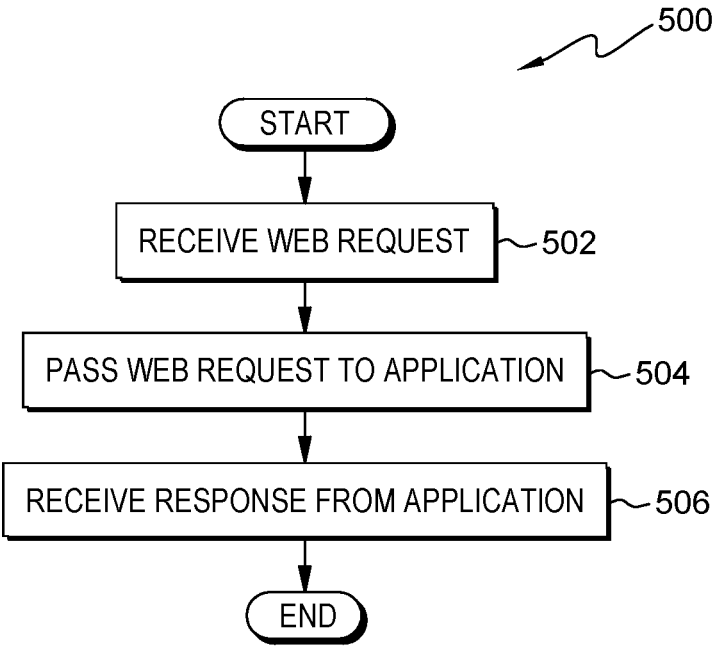 500
START
RECEIVE WEB REQUEST
502
PASS WEB REQUEST TO APPLICATION
504
RECEIVE RESPONSE FROM APPLICATION
506
END